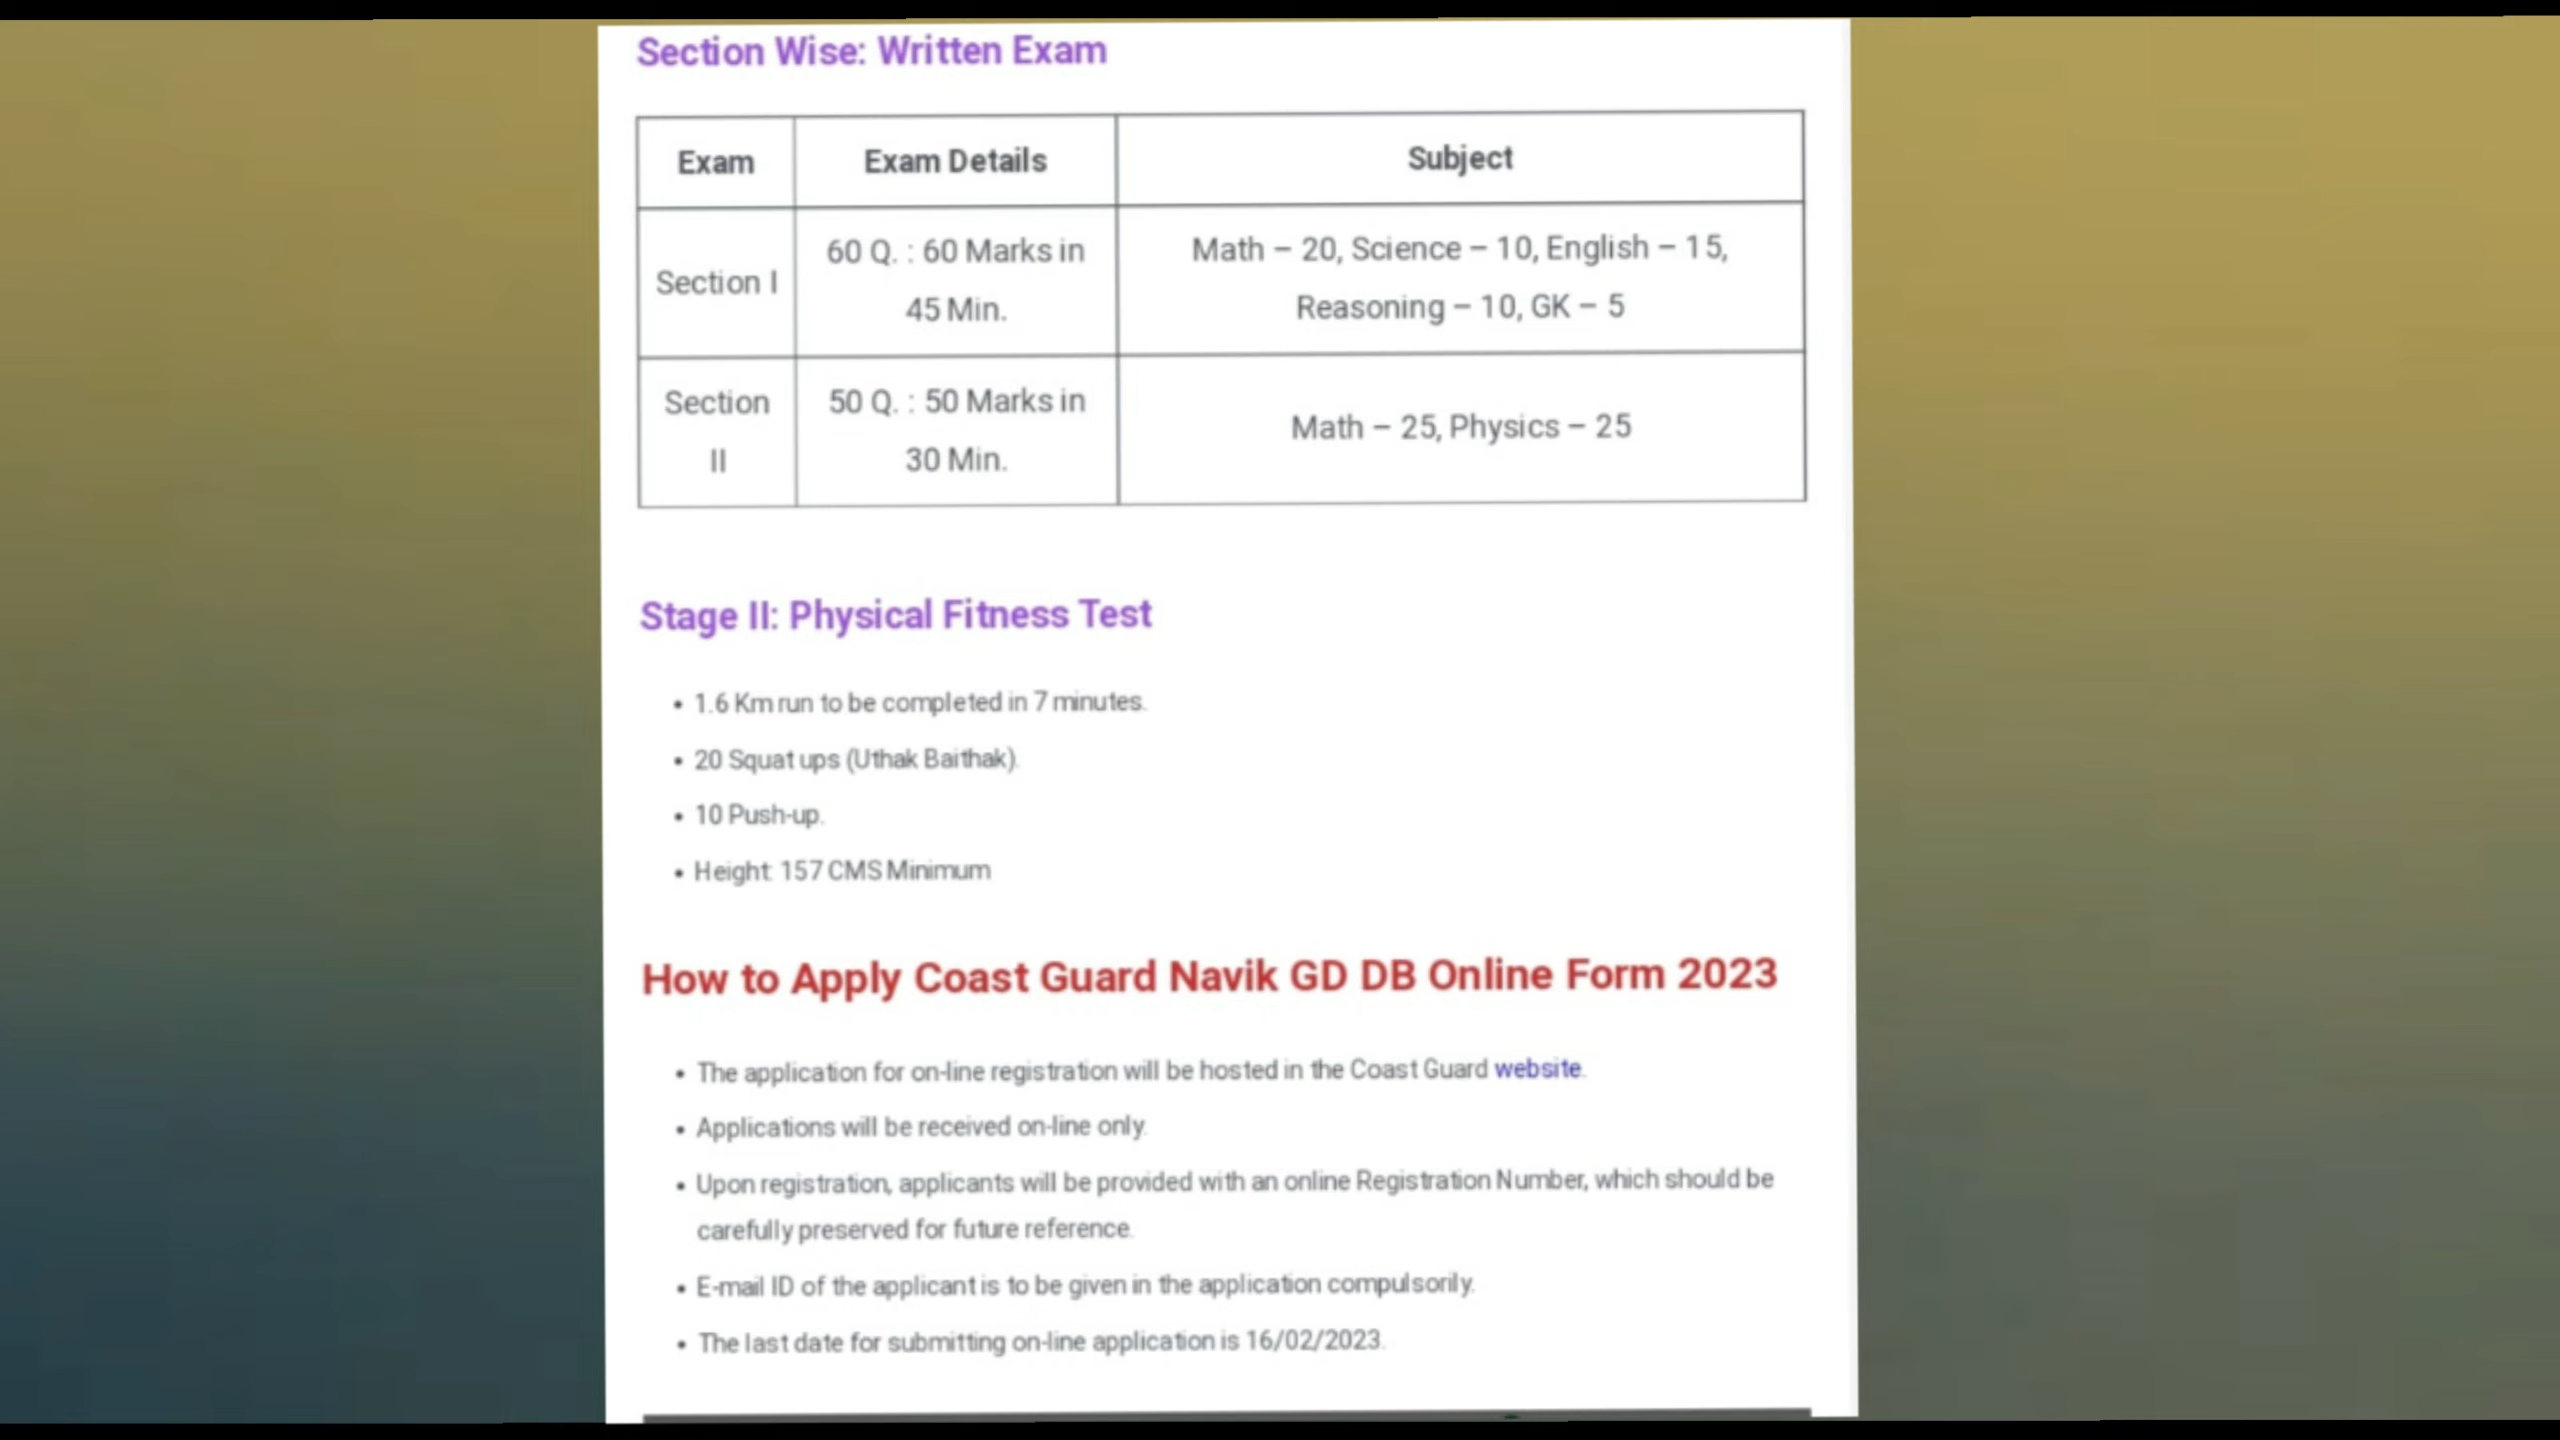 Section Wise: Written Exam
Exam Exam Details Subject
Section I 60 Q. : 60 Marks in 45 Min. Math – 20, Science – 10, English – 15, Reasoning – 10, GK – 5
Section II 50 Q. : 50 Marks in 30 Min. Math – 25, Physics – 25
Stage II: Physical Fitness Test
• 1.6 Km run to be completed in 7 minutes.
• 20 Squat ups (Uthak Baithak).
• 10 Push-up.
• Height: 157 CMS Minimum
How to Apply Coast Guard Navik GD DB Online Form 2023
• The application for on-line registration will be hosted in the Coast Guard website.
• Applications will be received on-line only.
• Upon registration, applicants will be provided with an online Registration Number, which should be
carefully preserved for future reference.
• E-mail ID of the applicant is to be given in the application compulsorily.
• The last date for submitting on-line application is 16/02/2023.